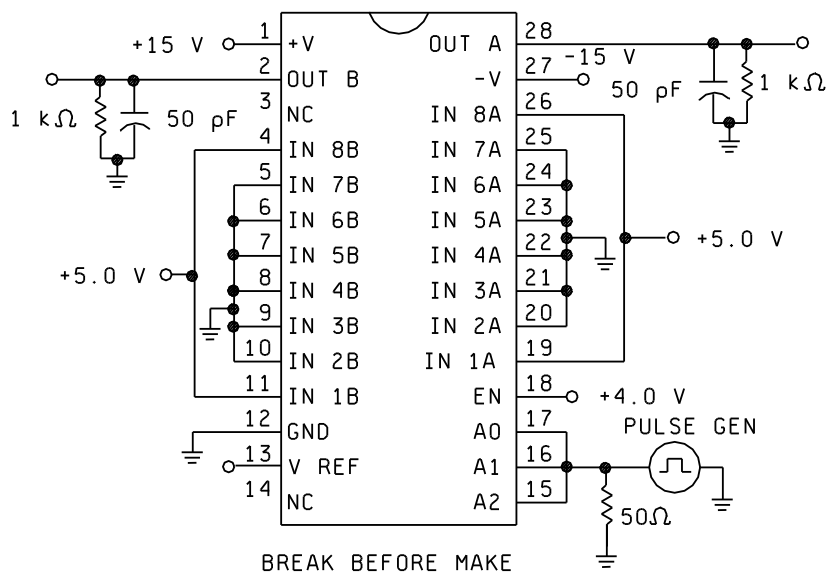 1 28
+15 V +V OUT A
2 27 -15 V
OUT B -V
50 pF 1 kΩ
3 26
1 kΩ 50 pF NC IN 8A
4 25
IN 8B IN 7A
5 24
IN 7B IN 6A
6 23
IN 6B IN 5A
7 22
IN 5B IN 4A
+5.0 V +5.0 V
8 21
IN 4B IN 3A
9 20
IN 3B IN 2A
10 19
IN 2B IN 1A
11 18
IN 1B EN +4.0 V
12 17 PULSE GEN
GND A0
13 16
V REF A1
14 15
NC A2
50Ω
BREAK BEFORE MAKE